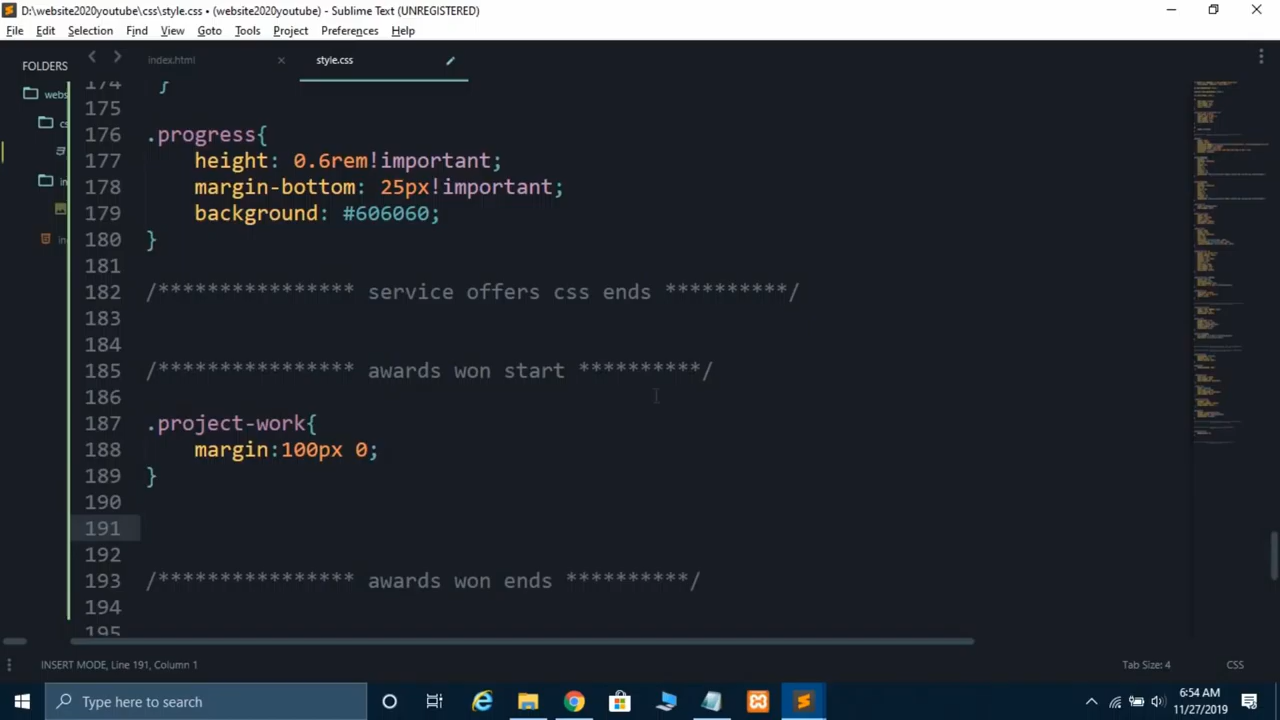 D:\website2020youtube\css\style.css • (website2020youtube) - Sublime Text (UNREGISTERED)
File Edit Selection Find View Goto Tools Project Preferences Help
FOLDERS
index.html
style.css
webs
174 }
175
176 .progress{
177 height: 0.6rem!important;
178 margin-bottom: 25px!important;
179 background: #606060;
180 }
181
182 /**************** service offers css ends **********/
183
184
185 /**************** awards won start **********/
186
187 .project-work{
188 margin:100px 0;
189 }
190
191
192
193 /**************** awards won ends **********/
194
195
INSERT MODE, Line 191, Column 1
Tab Size: 4
CSS
Type here to search
6:54 AM
11/27/2019